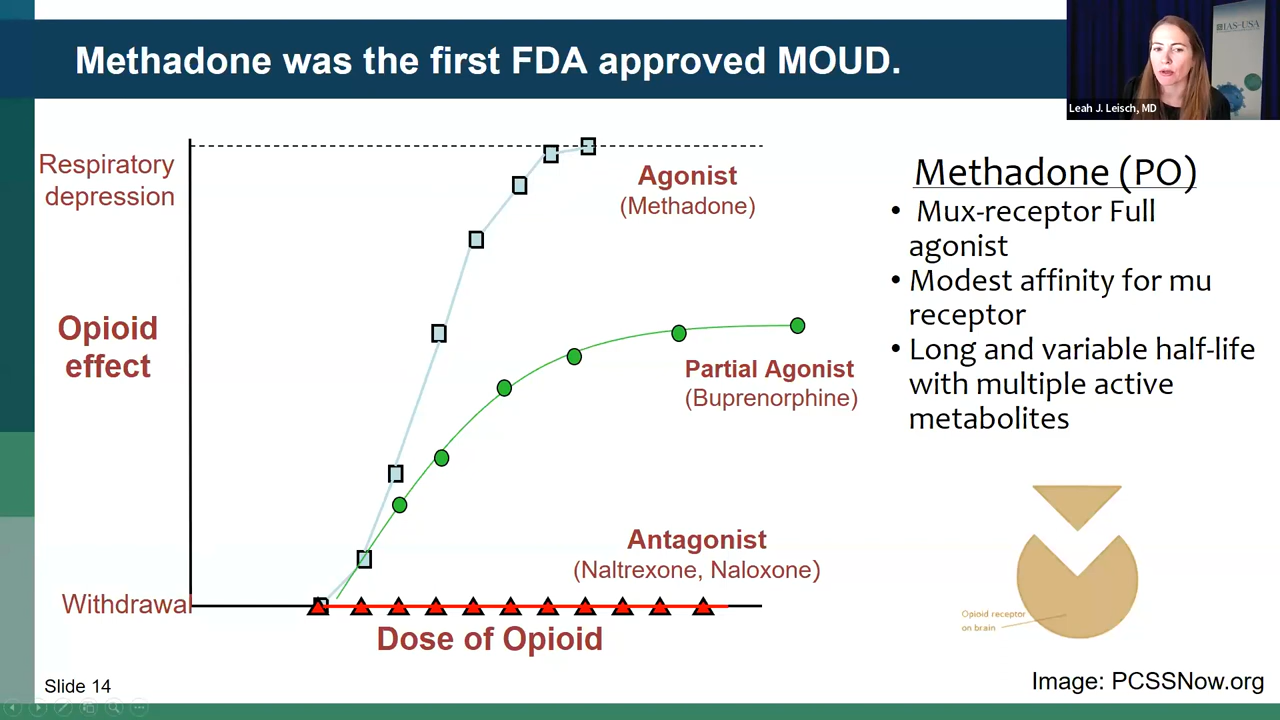 Methadone was the first FDA approved MOUD.
IAS-USA
Leah J. Leisch, MD
Respiratory
depression
Opioid
effect
Withdrawal
Agonist
(Methadone)
Partial Agonist
(Buprenorphine)
Antagonist
(Naltrexone, Naloxone)
Dose of Opioid
Methadone (PO)
• Mux-receptor Full
agonist
• Modest affinity for mu
receptor
• Long and variable half-life
with multiple active
metabolites
Opioid receptor
on brain
Image: PCSSNow.org
Slide 14